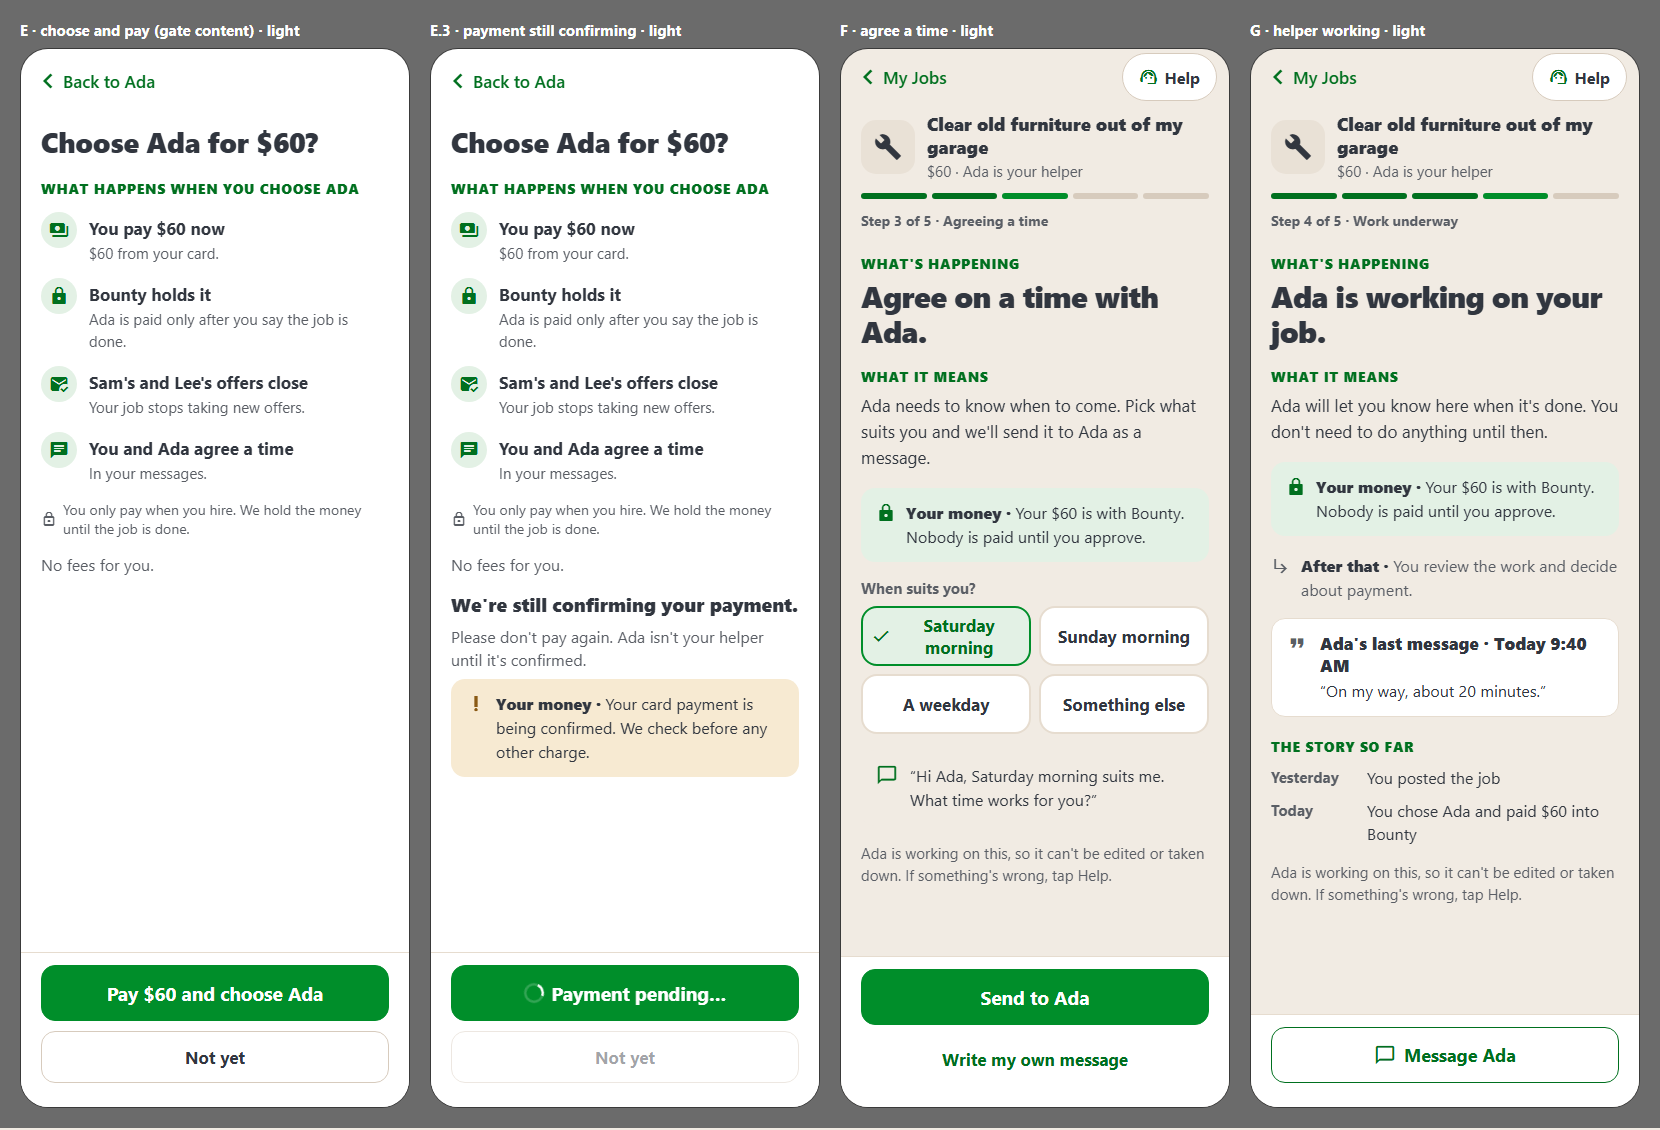 E · choose and pay (gate content) · light
Back to Ada
Choose Ada for $60?
WHAT HAPPENS WHEN YOU CHOOSE ADA
You pay $60 now
$60 from your card.
Bounty holds it
Ada is paid only after you say the job is
done.
Sam's and Lee's offers close
Your job stops taking new offers.
You and Ada agree a time
In your messages.
You only pay when you hire. We hold the money
until the job is done.
No fees for you.
Pay $60 and choose Ada
Not yet
E.3 · payment still confirming · light
Back to Ada
Choose Ada for $60?
WHAT HAPPENS WHEN YOU CHOOSE ADA
You pay $60 now
$60 from your card.
Bounty holds it
Ada is paid only after you say the job is
done.
Sam's and Lee's offers close
Your job stops taking new offers.
You and Ada agree a time
In your messages.
You only pay when you hire. We hold the money
until the job is done.
No fees for you.
We're still confirming your payment.
Please don't pay again. Ada isn't your helper
until it's confirmed.
Your money · Your card payment is
being confirmed. We check before any
other charge.
Payment pending…
Not yet
F · agree a time · light
My Jobs
Help
Clear old furniture out of my
garage
$60 · Ada is your helper
Step 3 of 5 · Agreeing a time
WHAT'S HAPPENING
Agree on a time with
Ada.
WHAT IT MEANS
Ada needs to know when to come. Pick what
suits you and we'll send it to Ada as a
message.
Your money · Your $60 is with Bounty.
Nobody is paid until you approve.
When suits you?
Saturday
morning
Sunday morning
A weekday
Something else
“Hi Ada, Saturday morning suits me.
What time works for you?”
Ada is working on this, so it can't be edited or taken
down. If something's wrong, tap Help.
Send to Ada
Write my own message
G · helper working · light
My Jobs
Help
Clear old furniture out of my
garage
$60 · Ada is your helper
Step 4 of 5 · Work underway
WHAT'S HAPPENING
Ada is working on your
job.
WHAT IT MEANS
Ada will let you know here when it's done. You
don't need to do anything until then.
Your money · Your $60 is with Bounty.
Nobody is paid until you approve.
After that · You review the work and decide
about payment.
Ada's last message · Today 9:40
AM
“On my way, about 20 minutes.”
THE STORY SO FAR
Yesterday You posted the job
Today You chose Ada and paid $60 into
Bounty
Ada is working on this, so it can't be edited or taken
down. If something's wrong, tap Help.
Message Ada